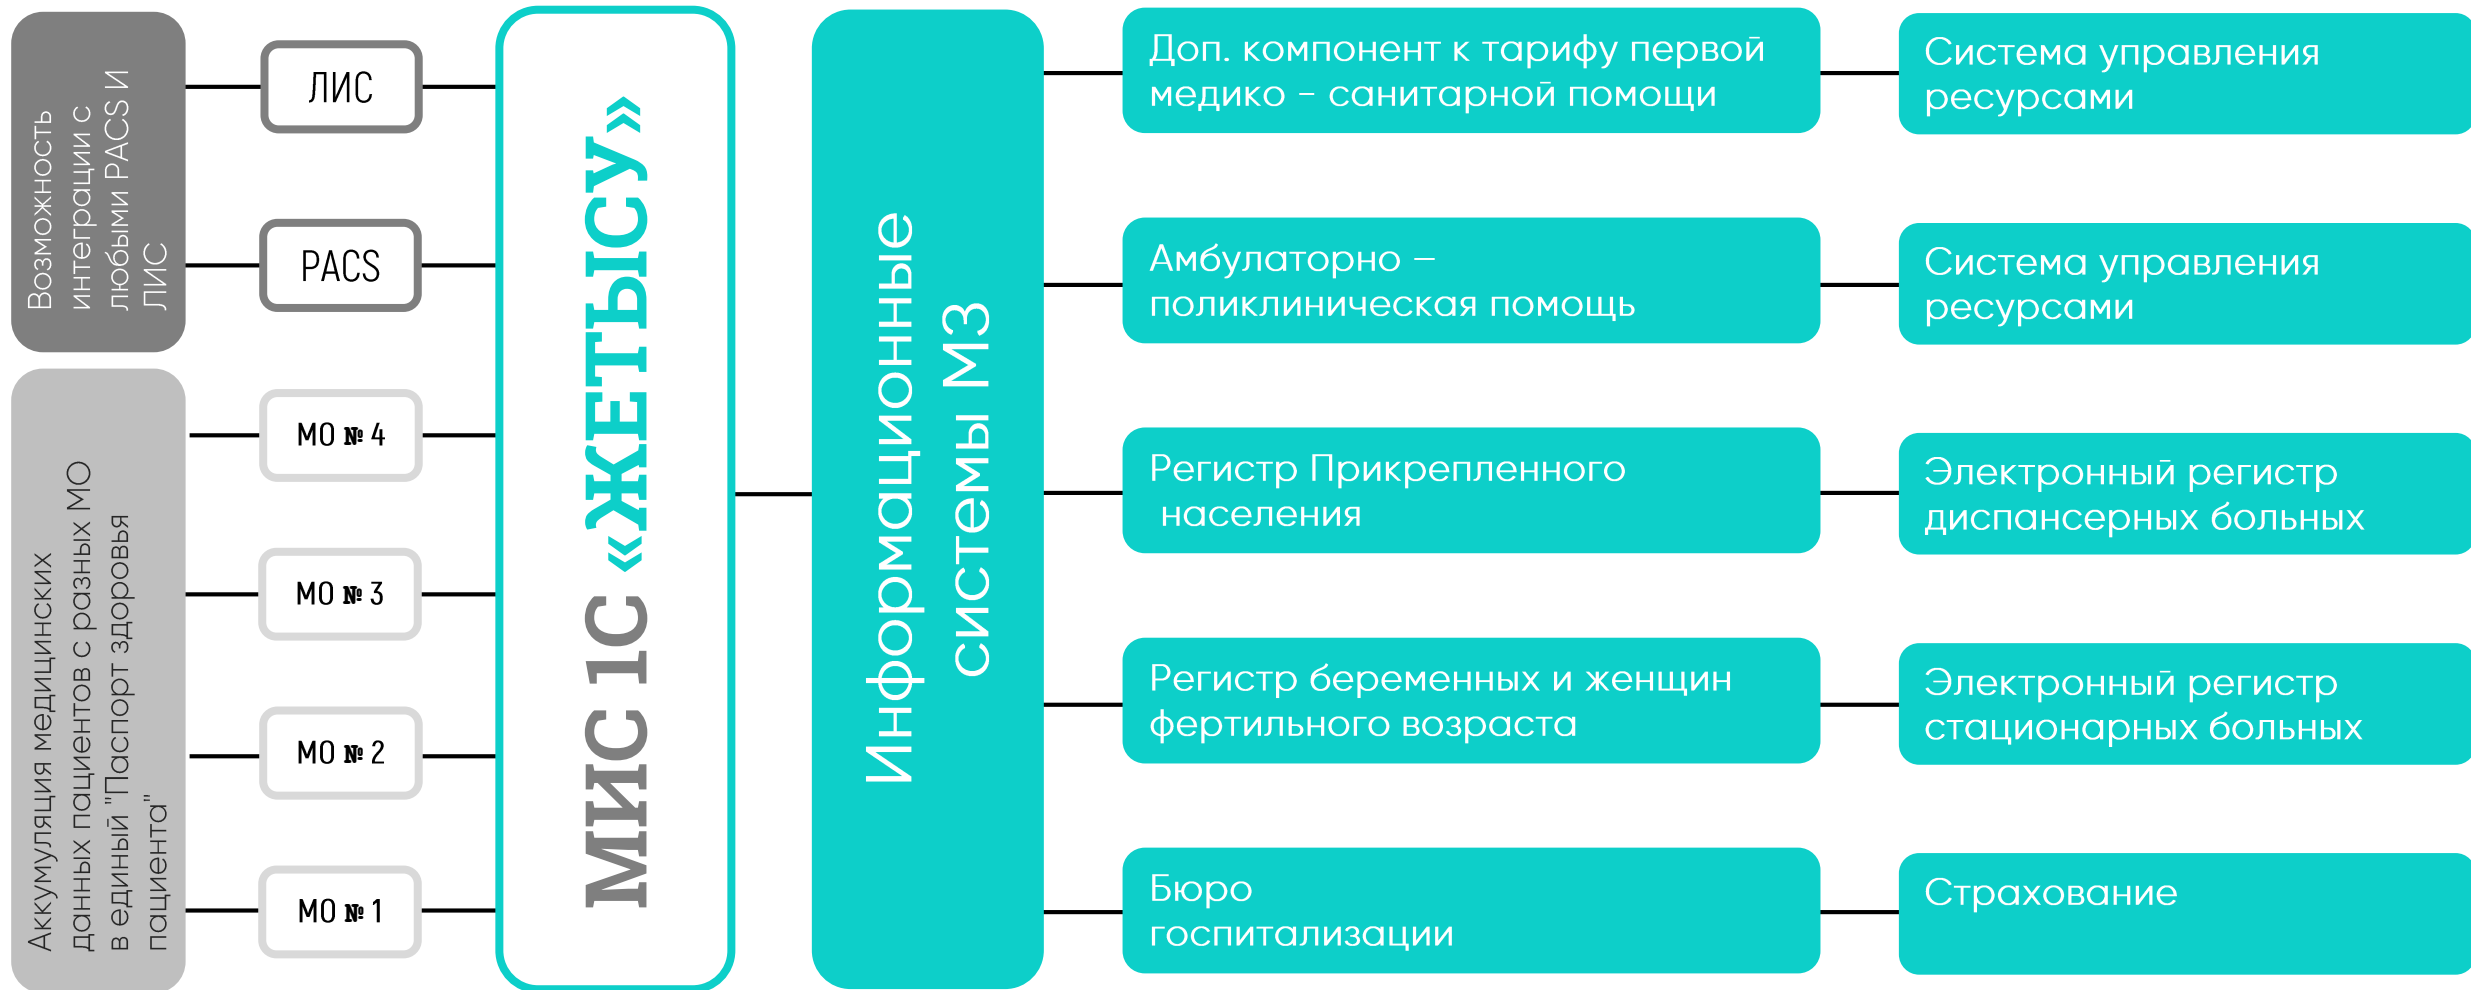 Возможность
интеграции с
любыми PACS И
ЛИС
Аккумуляция медицинских
данных пациентов с разных МО
в единый "Паспорт здоровья
пациента"
ЛИС
PACS
МО № 4
МО № 3
МО № 2
МО № 1
МИС 1С «ЖЕТЫСУ»
Информационные
системы МЗ
Доп. компонент к тарифу первой
медико – санитарной помощи
Система управления
ресурсами
Амбулаторно –
поликлиническая помощь
Система управления
ресурсами
Регистр Прикрепленного
населения
Электронный регистр
диспансерных больных
Регистр беременных и женщин
фертильного возраста
Электронный регистр
стационарных больных
Бюро
госпитализации
Страхование